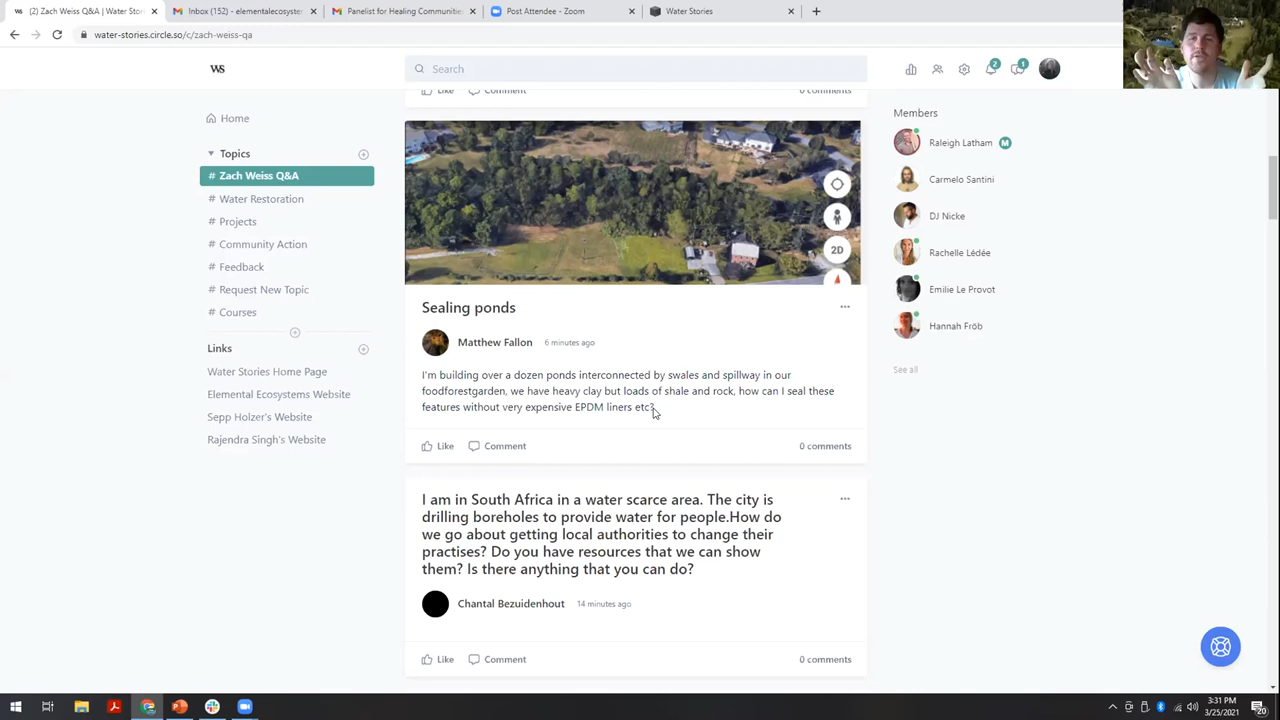 (2) Zach Weiss Q&A | Water Stori
Inbox (152) - elementalecosystem
Panelist for Healing Communities
Post Attendee - Zoom
Water Stories
water-stories.circle.so/c/zach-weiss-qa
WS
Search
2
1
Like
Comment
0 comments
Home
Topics
# Zach Weiss Q&A
# Water Restoration
# Projects
# Community Action
# Feedback
# Request New Topic
# Courses
Links
Water Stories Home Page
Elemental Ecosystems Website
Sepp Holzer's Website
Rajendra Singh's Website
2D
Sealing ponds
Matthew Fallon 6 minutes ago
I'm building over a dozen ponds interconnected by swales and spillway in our
foodforestgarden, we have heavy clay but loads of shale and rock, how can I seal these
features without very expensive EPDM liners etc?
Like
Comment
0 comments
I am in South Africa in a water scarce area. The city is
drilling boreholes to provide water for people.How do
we go about getting local authorities to change their
practises? Do you have resources that we can show
them? Is there anything that you can do?
Chantal Bezuidenhout 14 minutes ago
Like
Comment
0 comments
Members
Raleigh Latham M
Carmelo Santini
DJ Nicke
Rachelle Lédée
Emilie Le Provot
Hannah Fröb
See all
3:31 PM
3/25/2021
20